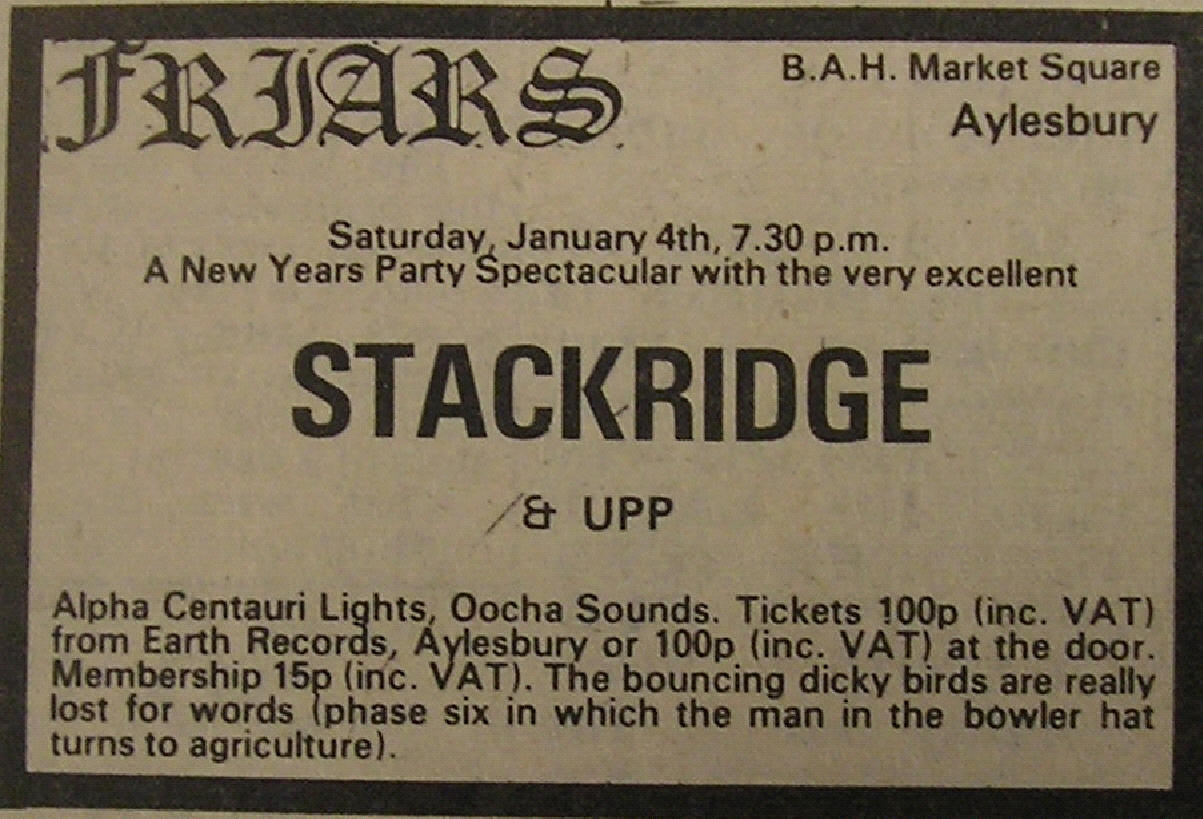 FRIARS
B.A.H. Market Square
Aylesbury
Saturday, January 4th, 7.30 p.m.
A New Years Party Spectacular with the very excellent
STACKRIDGE
& UPP
Alpha Centauri Lights, Oocha Sounds. Tickets 100p (inc. VAT)
from Earth Records, Aylesbury or 100p (inc. VAT) at the door.
Membership 15p (inc. VAT). The bouncing dicky birds are really
lost for words (phase six in which the man in the bowler hat
turns to agriculture).